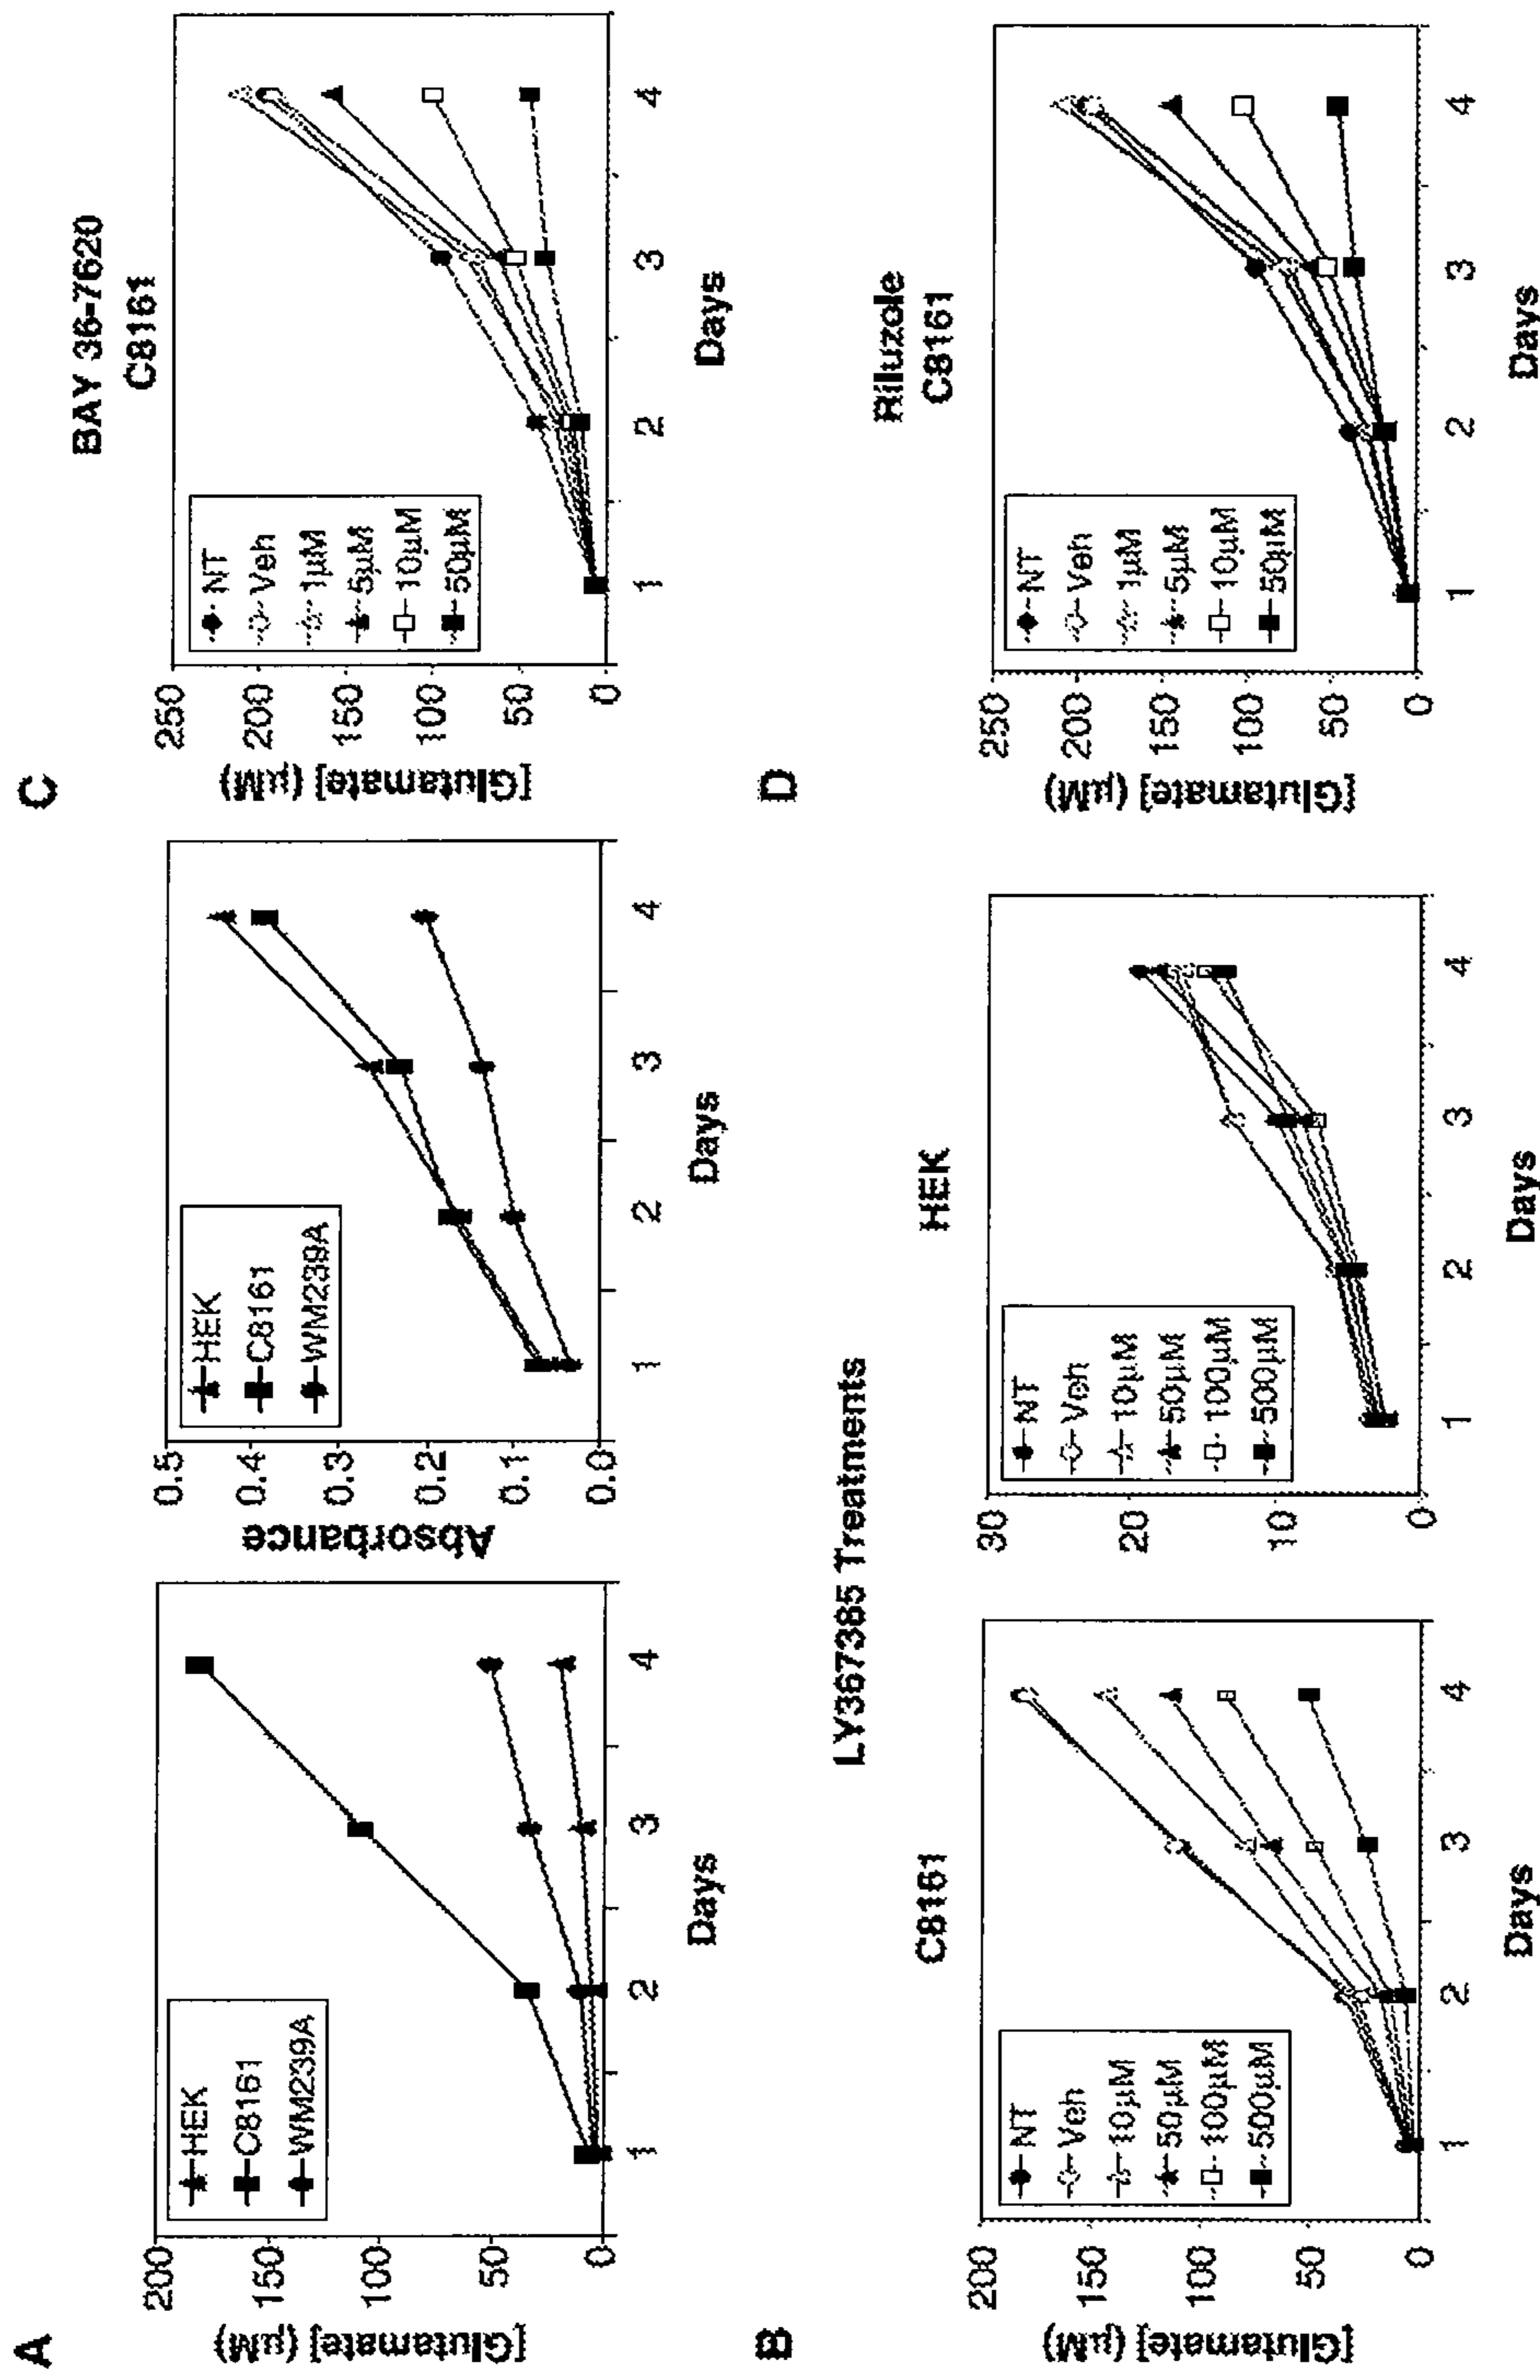 A
[Glutamate] (µM)
200
150
100
50
0
HEK
C8161
WM239A
1 2 3 4
Days
Absorbance
0.5
0.4
0.3
0.2
0.1
0.0
HEK
C8161
WM239A
1 2 3 4
Days
B
LY367385 Treatments
C8161
[Glutamate] (µM)
200
150
100
50
0
NT
Veh
10µM
50µM
100µM
500µM
1 2 3 4
Days
HEK
30
20
10
0
NT
Veh
10µM
50µM
100µM
500µM
1 2 3 4
Days
C
BAY 36-7620
C8161
[Glutamate] (µM)
250
200
150
100
50
0
NT
Veh
1µM
5µM
10µM
50µM
1 2 3 4
Days
D
Riluzole
C8161
[Glutamate] (µM)
250
200
150
100
50
0
NT
Veh
1µM
5µM
10µM
50µM
1 2 3 4
Days